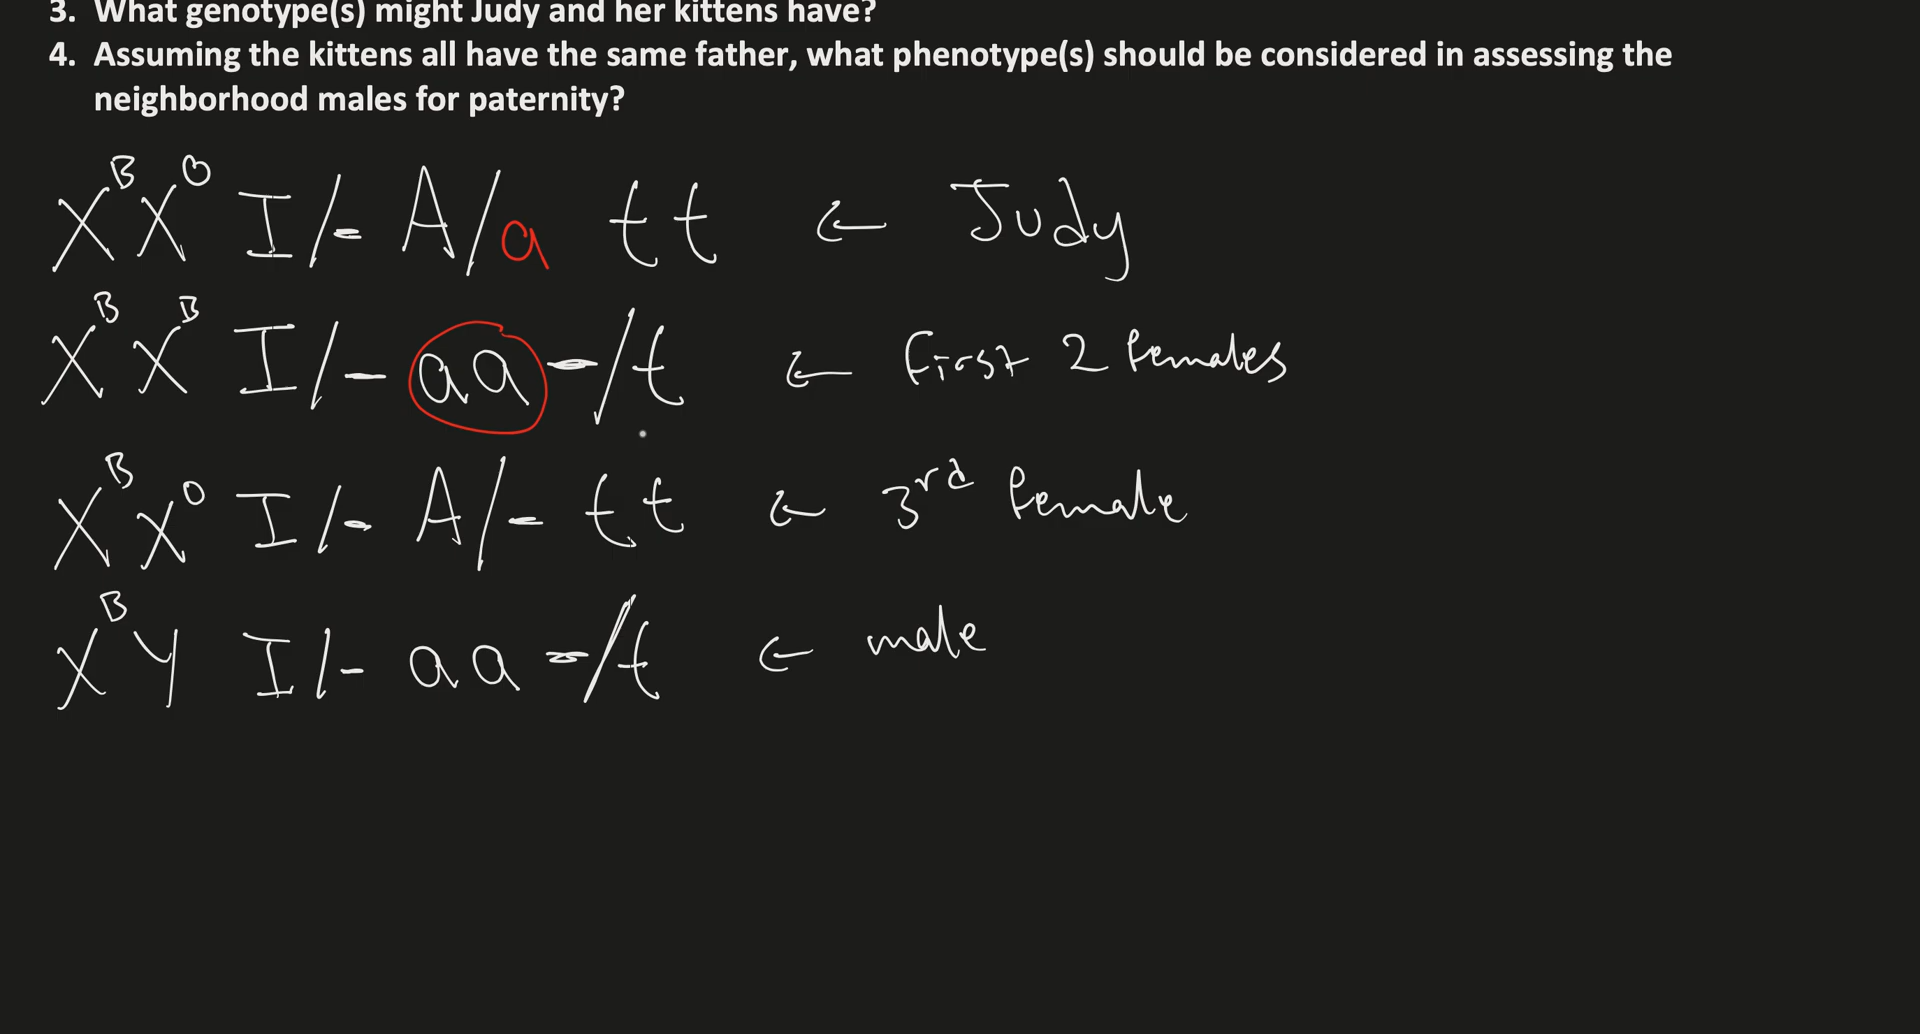 3. What genotype(s) might Judy and her kittens have?
4. Assuming the kittens all have the same father, what phenotype(s) should be considered in assessing the
neighborhood males for paternity?
X^B X^O I/- A/a tt ← Judy
X^B X^B I/- aa -/t ← First 2 females
X^B X^O I/- A/- tt ← 3rd female
X^B Y I/- aa -/t ← male